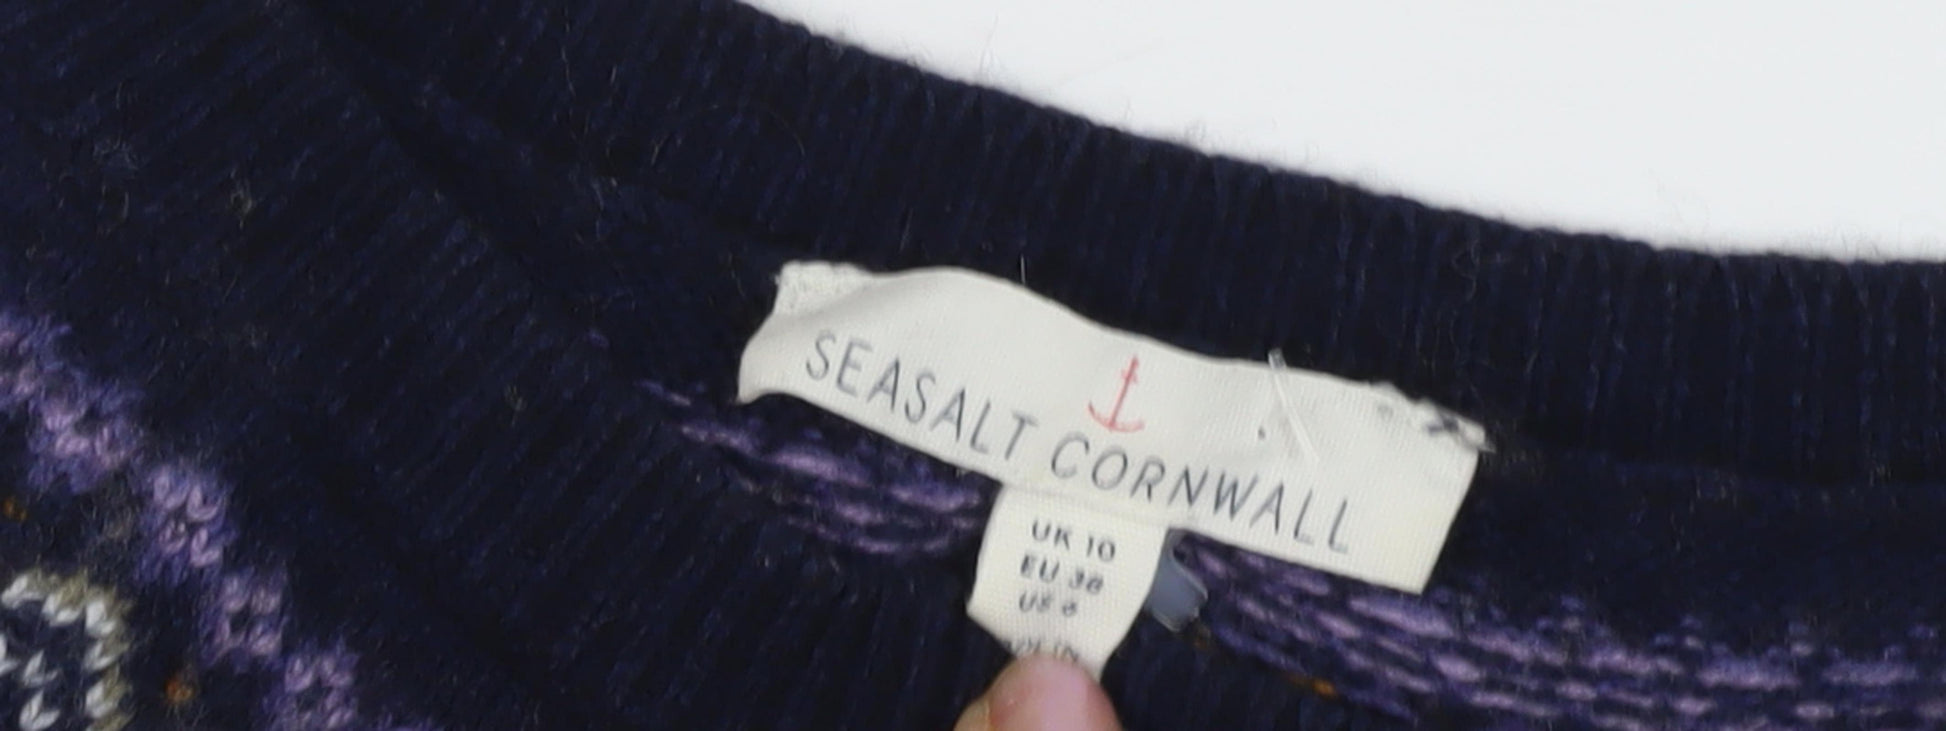 SEASALT CORNWALL
UK 10
EU 38
US 6